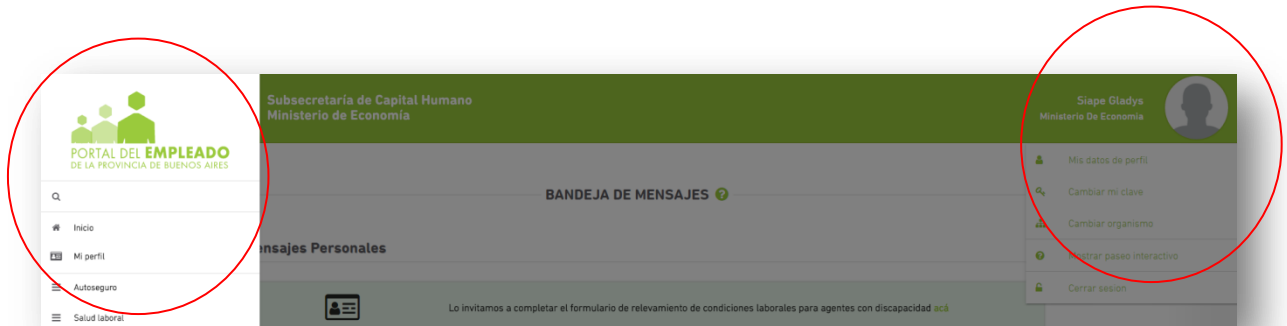 PORTAL DEL EMPLEADO
DE LA PROVINCIA DE BUENOS AIRES
Inicio
Mi perfil
Autoseguro
Salud laboral
Subsecretaría de Capital Humano
Ministerio de Economía
BANDEJA DE MENSAJES
ensajes Personales
Lo invitamos a completar el formulario de relevamiento de condiciones laborales para agentes con discapacidad acá
Siape Gladys
Ministerio De Economia
Mis datos de perfil
Cambiar mi clave
Cambiar organismo
Mostrar paseo interactivo
Cerrar sesion